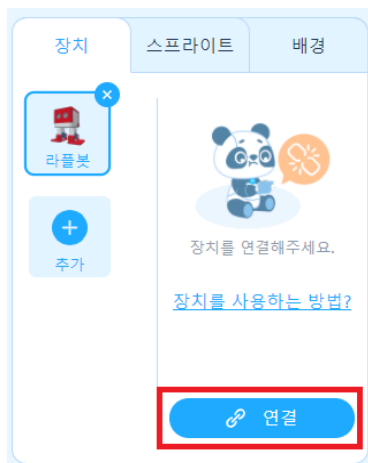 장치
스프라이트
배경
라플봇
추가
장치를 연결해주세요.
장치를 사용하는 방법?
연결